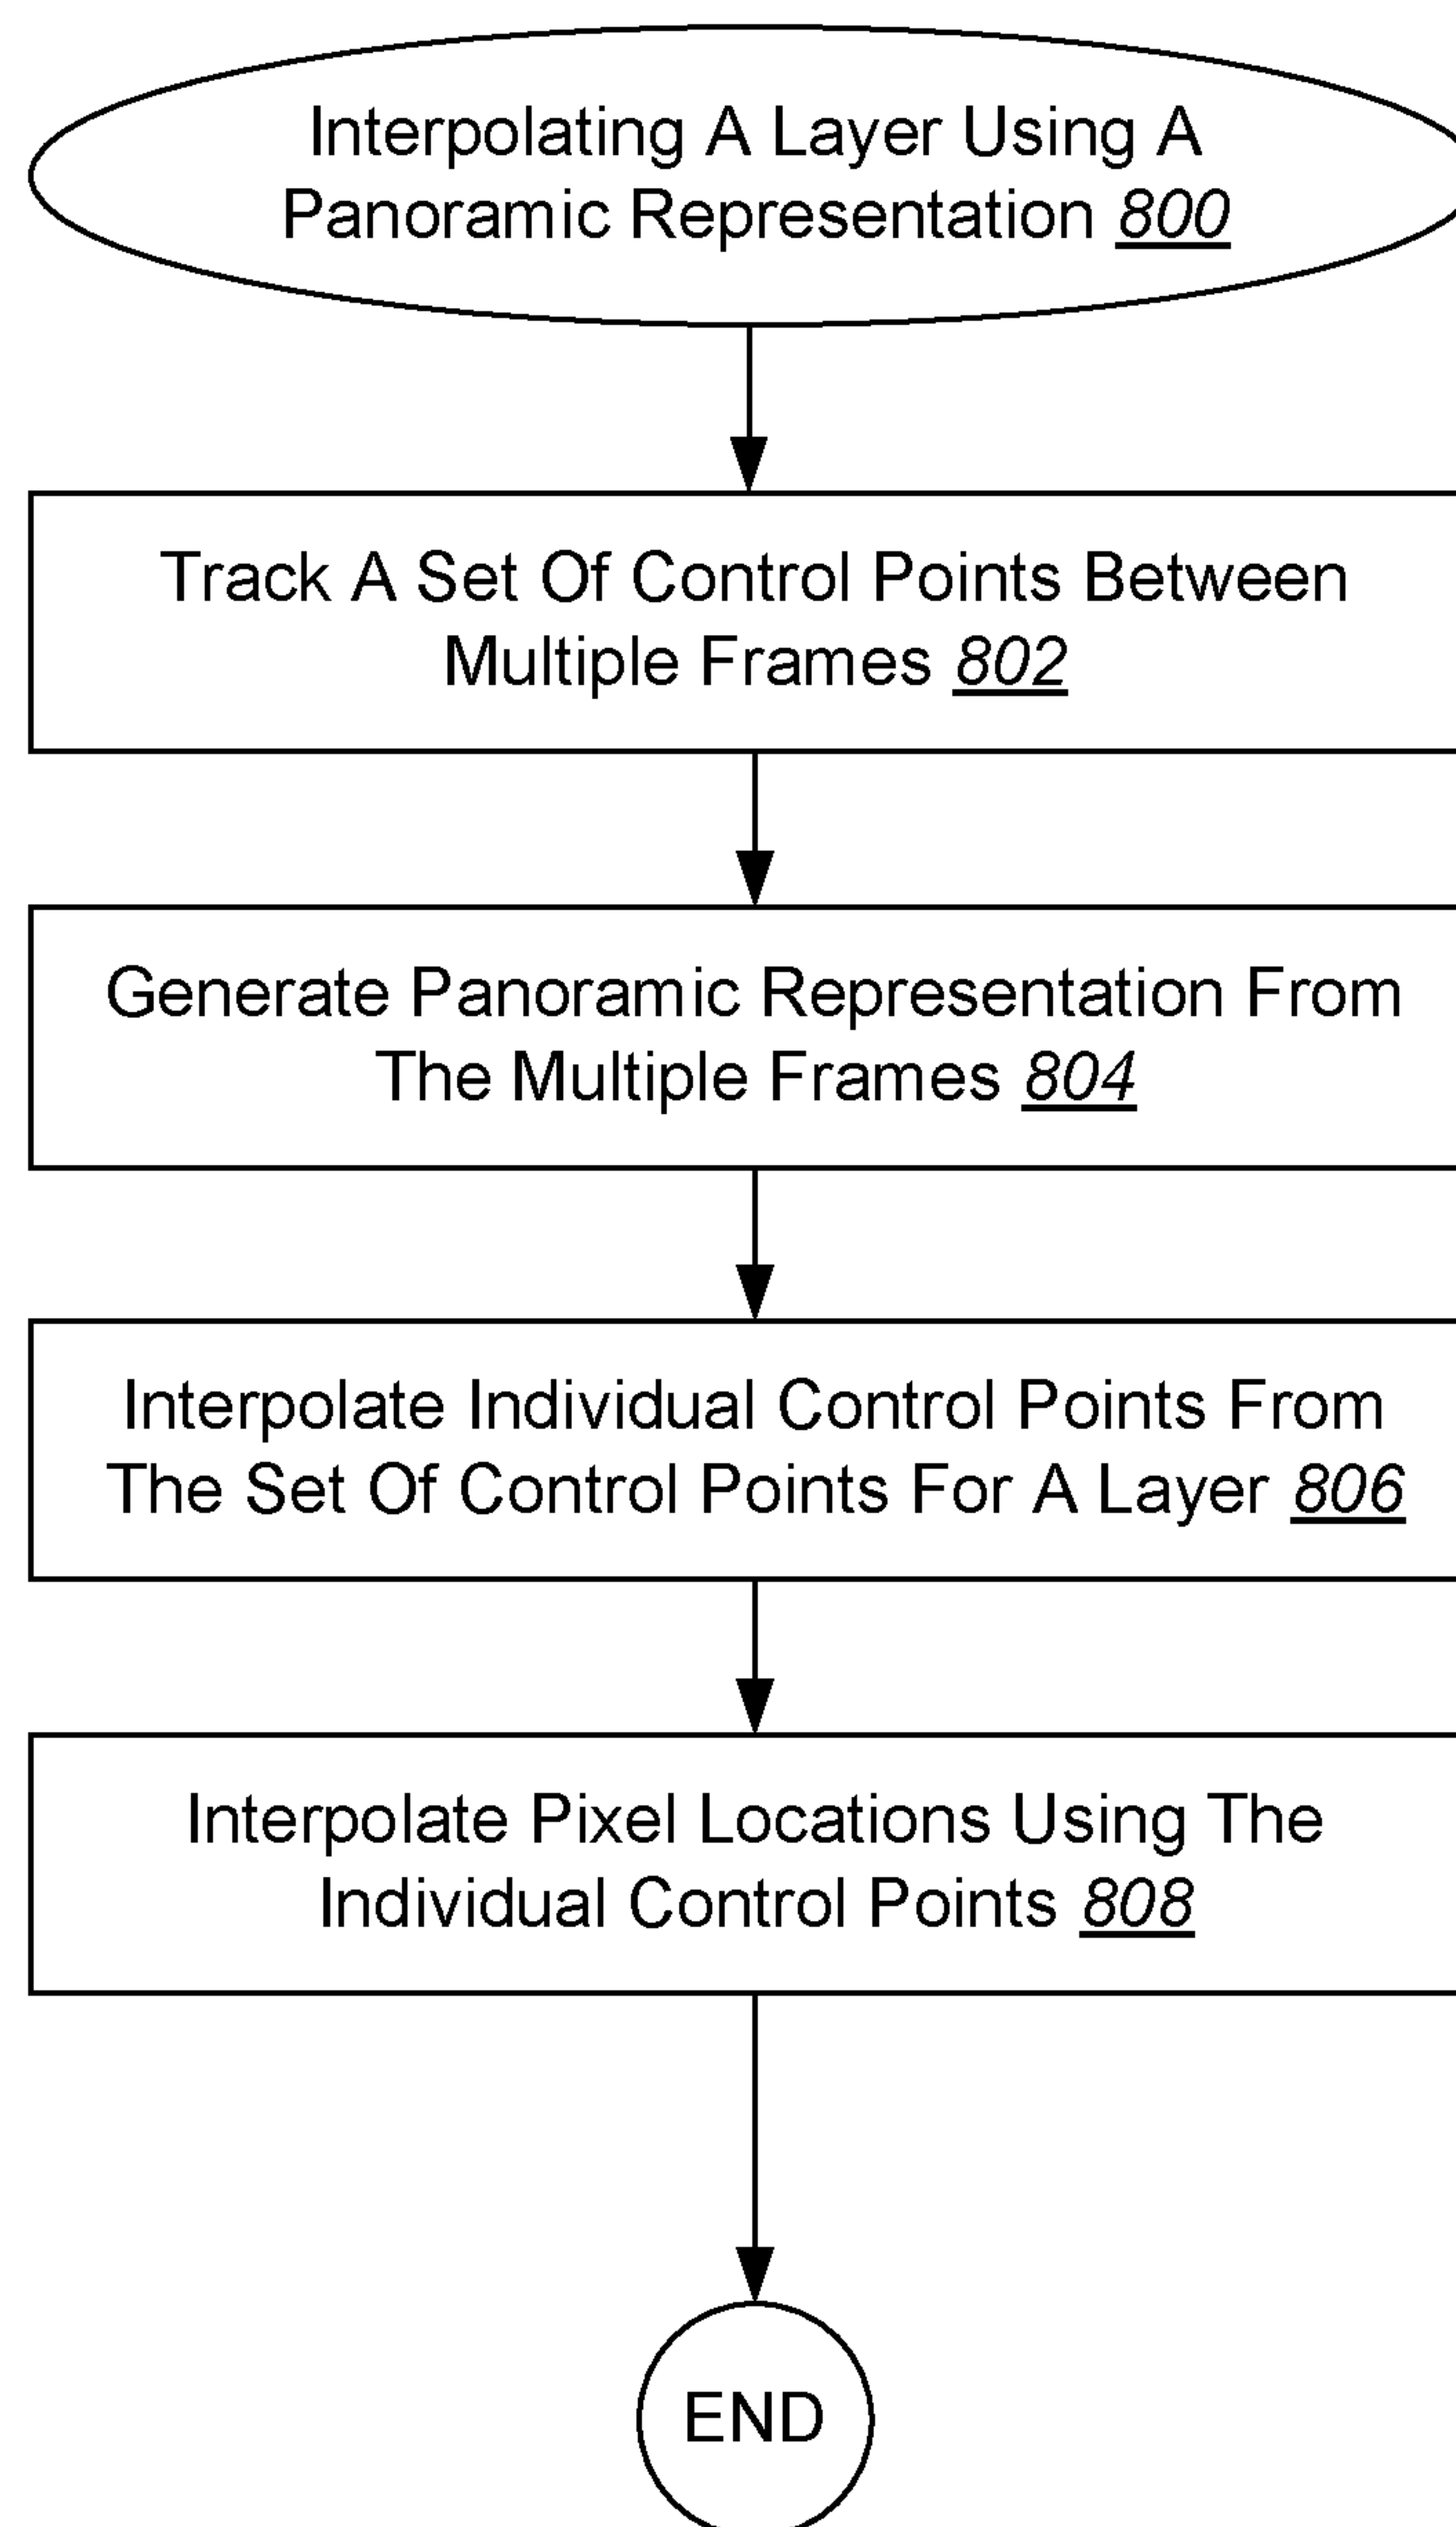 Interpolating A Layer Using A
Panoramic Representation 800
Track A Set Of Control Points Between
Multiple Frames 802
Generate Panoramic Representation From
The Multiple Frames 804
Interpolate Individual Control Points From
The Set Of Control Points For A Layer 806
Interpolate Pixel Locations Using The
Individual Control Points 808
END